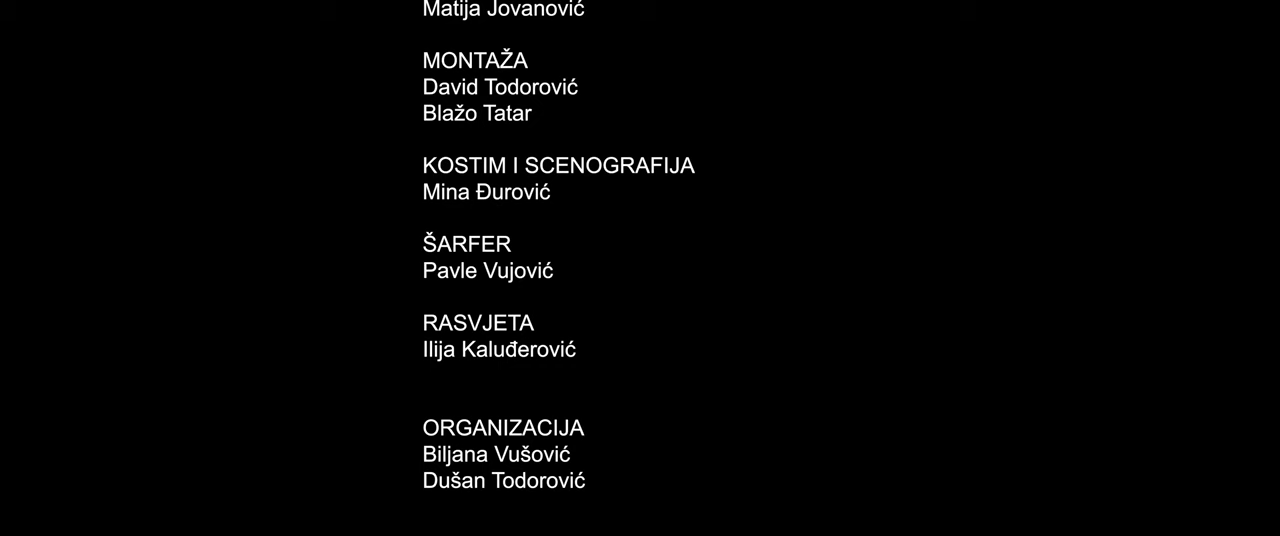 Matija Jovanović
MONTAŽA
David Todorović
Blažo Tatar
KOSTIM I SCENOGRAFIJA
Mina Đurović
ŠARFER
Pavle Vujović
RASVJETA
Ilija Kaluđerović
ORGANIZACIJA
Biljana Vušović
Dušan Todorović